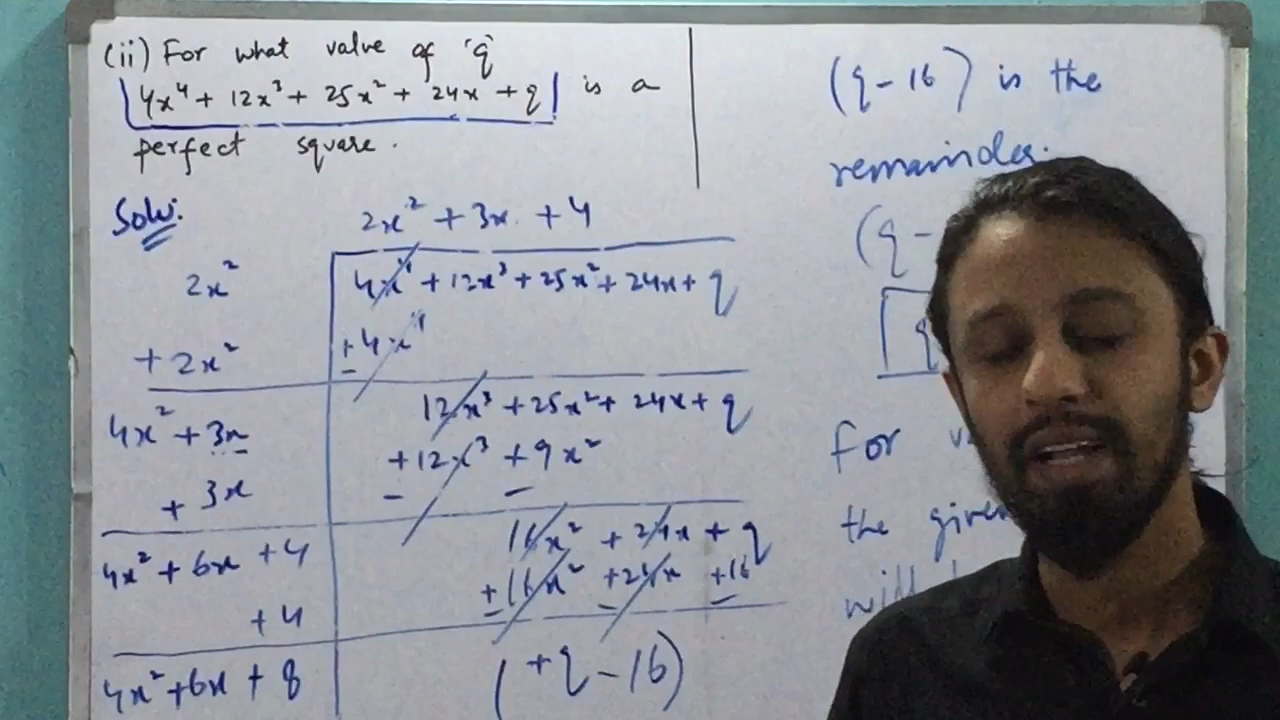 (ii) For what value of 'q'
4x⁴ + 12x³ + 25x² + 24x + q is a
perfect square.
Solu:
2x² + 3x + 4
2x²
4x⁴ + 12x³ + 25x² + 24x + q
+ 2x²
+ 4x⁴
−
12x³ + 25x² + 24x + q
4x² + 3x
+ 12x³ + 9x²
− −
+ 3x
16x² + 24x + q
4x² + 6x + 4
+ 16x² + 24x + 16
− − −
+ 4
4x² + 6x + 8
(+q − 16)
(q − 16) is the
remainder.
(q −
q
For
the given